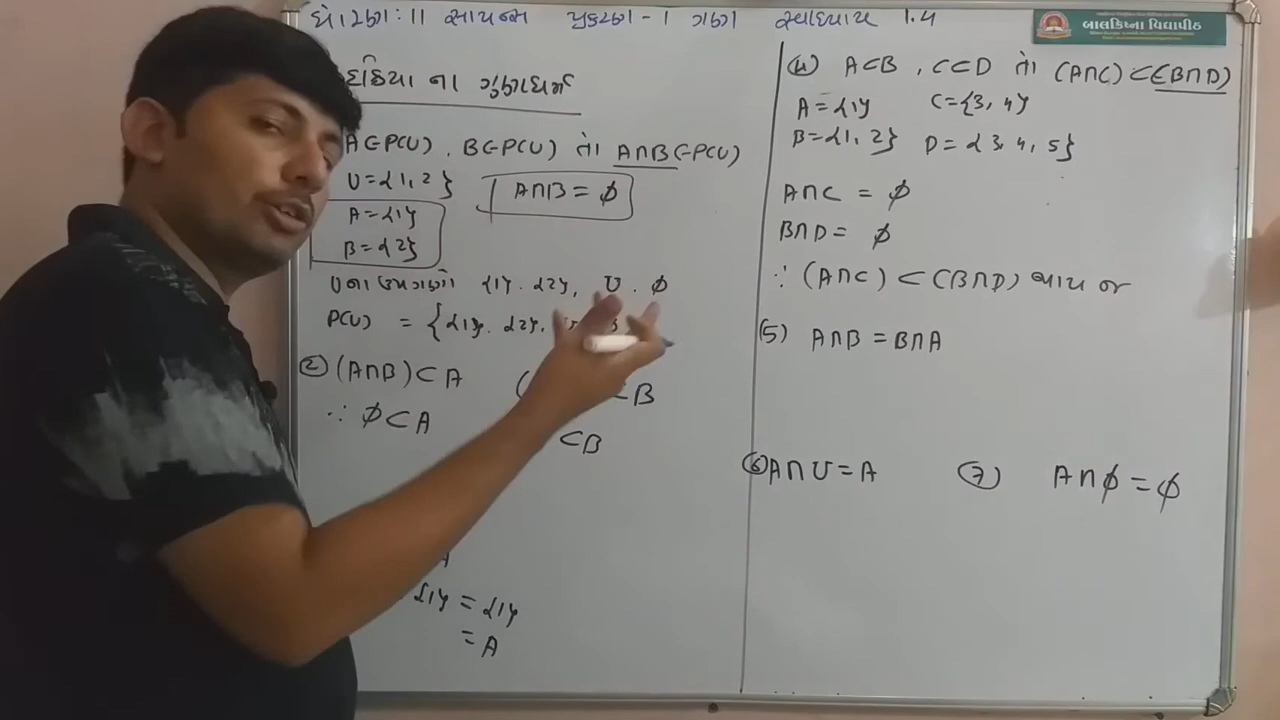 ધોરણ : 11 સાયન્સ પ્રકરણ - 1 ગણ સ્વાધ્યાય 1.4
બાલકિષ્ના વિદ્યાપીઠ
ક્રિયા ના ગુણધર્મ
A∈P(U), B∈P(U) તો A∩B∈P(U)
U={1,2}
A∩B = ϕ
A={1}
B={2}
U ના ઉપગણો {1}. {2}, U. ϕ
P(U) = {{1}. {2}.
② (A∩B)⊂A
⊂B
∵ ϕ⊂A
⊂B
A
{1} = {1}
= A
④ A⊂B, C⊂D તો (A∩C)⊂(B∩D)
A={1} C={3, 4}
B={1, 2} D={3, 4, 5}
A∩C = ϕ
B∩D = ϕ
∵ (A∩C)⊂(B∩D) થાય જ
(5) A∩B = B∩A
⑥ A∩U = A ⑦ A∩ϕ = ϕ